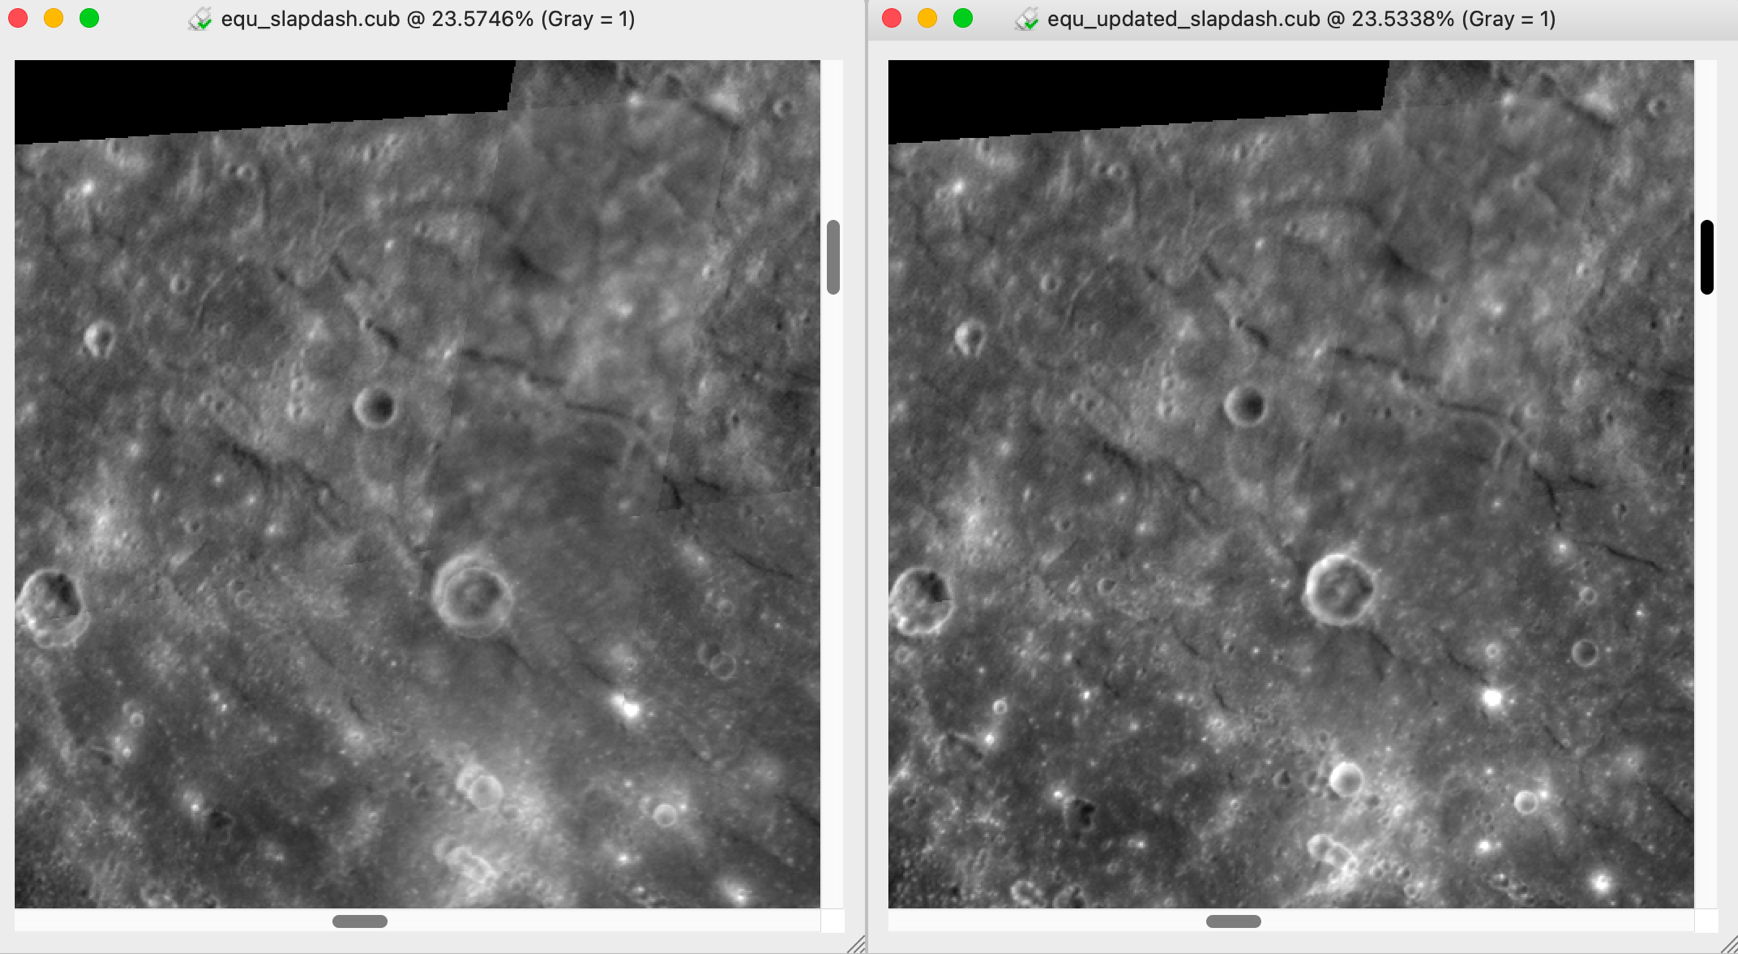 equ_slapdash.cub @ 23.5746% (Gray = 1)
equ_updated_slapdash.cub @ 23.5338% (Gray = 1)